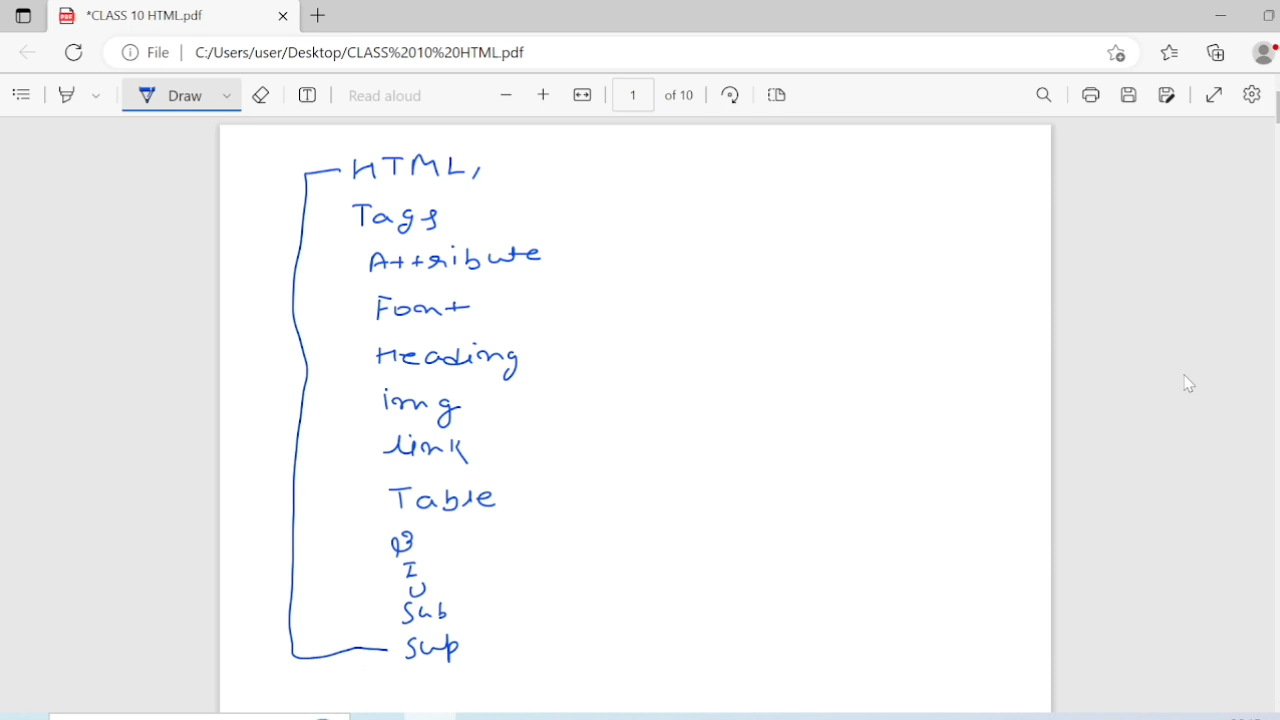 *CLASS 10 HTML.pdf
File | C:/Users/user/Desktop/CLASS%2010%20HTML.pdf
Draw Read aloud 1 of 10
HTML,
Tags
Attribute
Font
Heading
img
link
Table
B
I
U
Sub
Sup